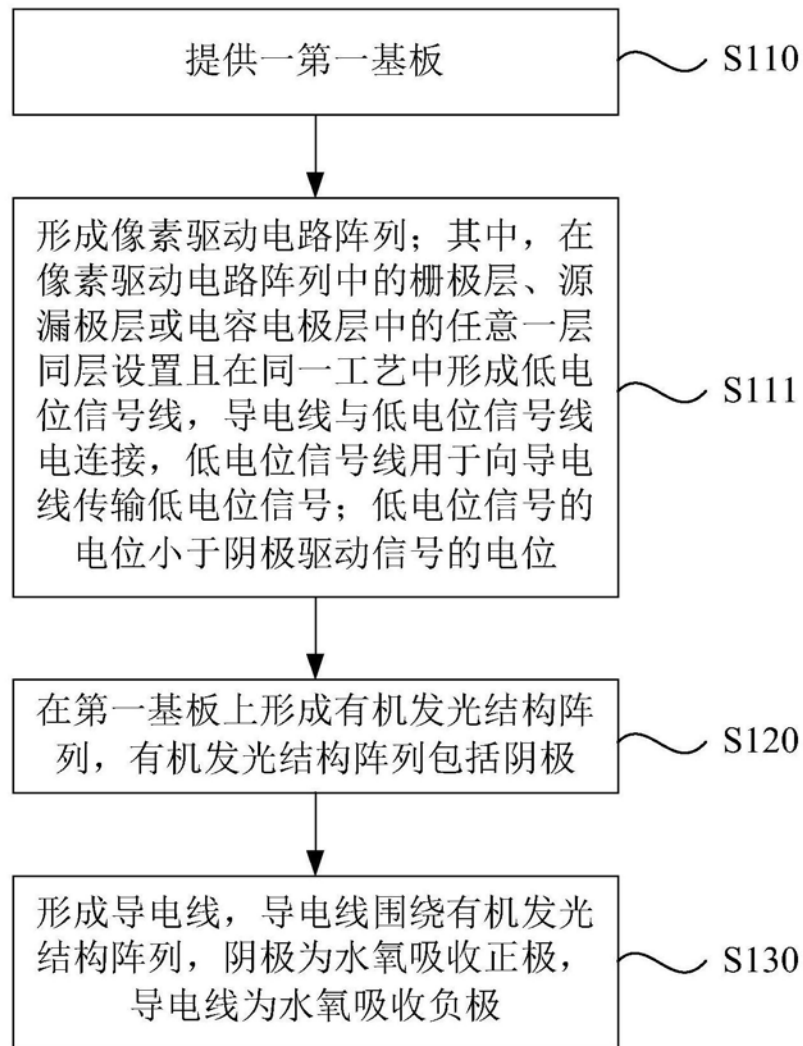 提供一第一基板
S110
形成像素驱动电路阵列；其中，在
像素驱动电路阵列中的栅极层、源
漏极层或电容电极层中的任意一层
同层设置且在同一工艺中形成低电
位信号线，导电线与低电位信号线
电连接，低电位信号线用于向导电
线传输低电位信号；低电位信号的
电位小于阴极驱动信号的电位
S111
在第一基板上形成有机发光结构阵
列，有机发光结构阵列包括阴极
S120
形成导电线，导电线围绕有机发光
结构阵列，阴极为水氧吸收正极，
导电线为水氧吸收负极
S130